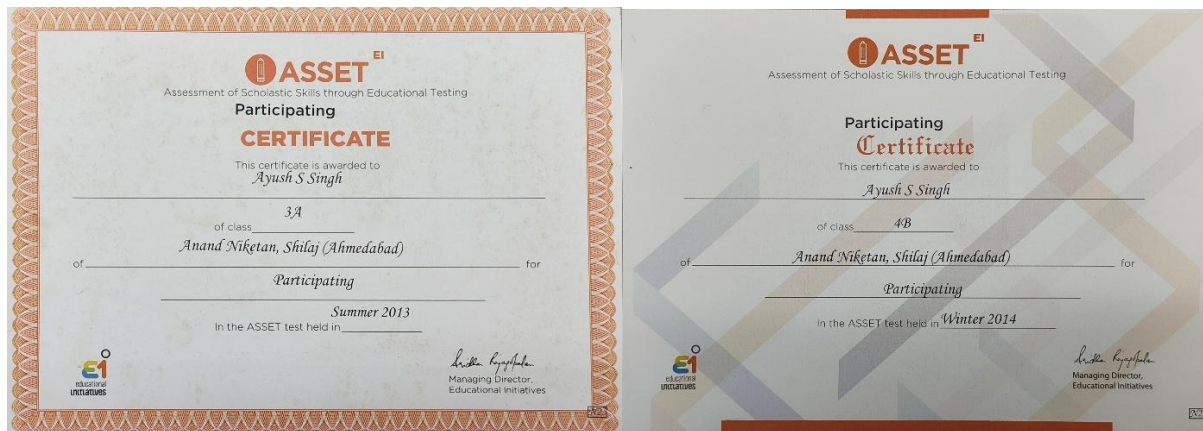 ASSET EI
Assessment of Scholastic Skills through Educational Testing
Participating
CERTIFICATE
This certificate is awarded to
Ayush S Singh
3A
of class
Anand Niketan, Shilaj (Ahmedabad)
of for
Participating
Summer 2013
In the ASSET test held in
Ei
educational
INITIATIVES
Managing Director,
Educational Initiatives
ASSET EI
Assessment of Scholastic Skills through Educational Testing
Participating
Certificate
This certificate is awarded to
Ayush S Singh
of class 4B
of Anand Niketan, Shilaj (Ahmedabad) for
Participating
In the ASSET test held in Winter 2014
Ei
educational
INITIATIVES
Managing Director,
Educational Initiatives